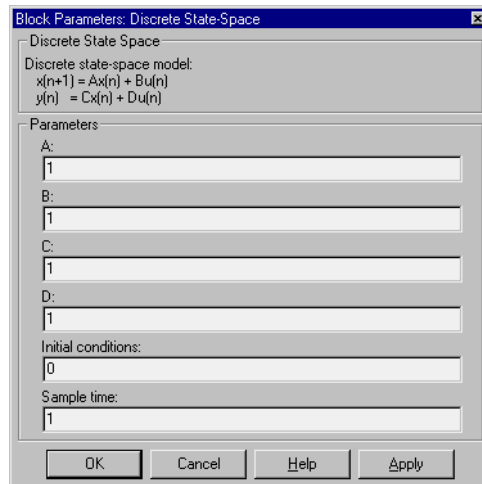 Block Parameters: Discrete State-Space
Discrete State Space
Discrete state-space model:
x(n+1) = Ax(n) + Bu(n)
y(n)   = Cx(n) + Du(n)
Parameters
A:
1
B:
1
C:
1
D:
1
Initial conditions:
0
Sample time:
1
OK Cancel Help Apply